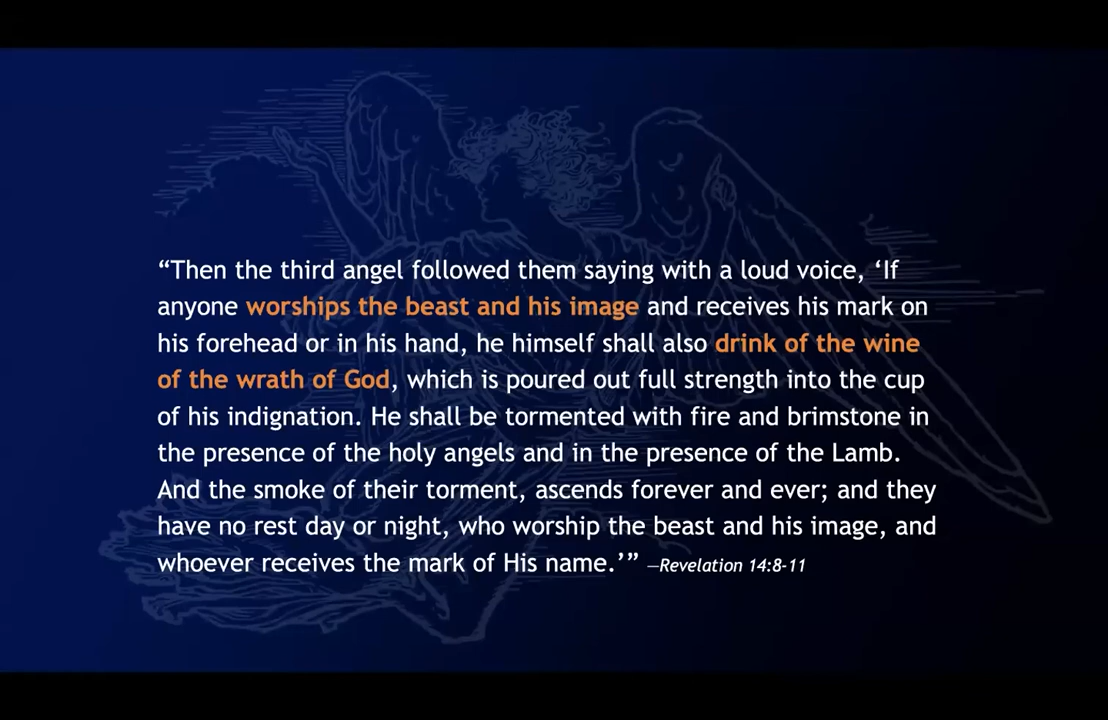 “Then the third angel followed them saying with a loud voice, ‘If
anyone worships the beast and his image and receives his mark on
his forehead or in his hand, he himself shall also drink of the wine
of the wrath of God, which is poured out full strength into the cup
of his indignation. He shall be tormented with fire and brimstone in
the presence of the holy angels and in the presence of the Lamb.
And the smoke of their torment, ascends forever and ever; and they
have no rest day or night, who worship the beast and his image, and
whoever receives the mark of His name.’” —Revelation 14:8-11